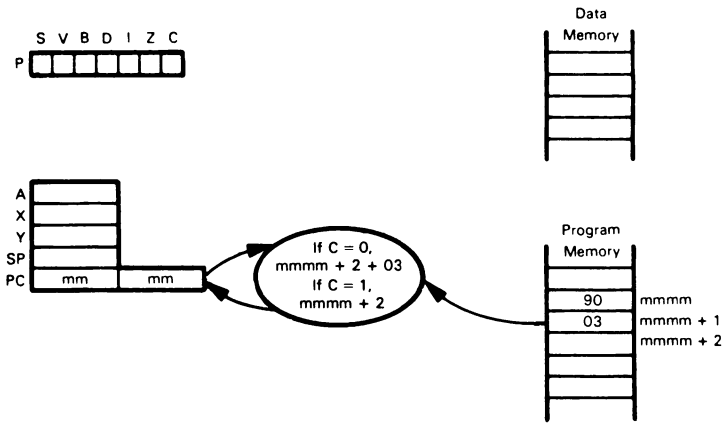 S V B D I Z C
P
Data
Memory
A
X
Y
SP
PC mm mm
If C = 0,
mmmm + 2 + 03
If C = 1,
mmmm + 2
Program
Memory
90 mmmm
03 mmmm + 1
mmmm + 2